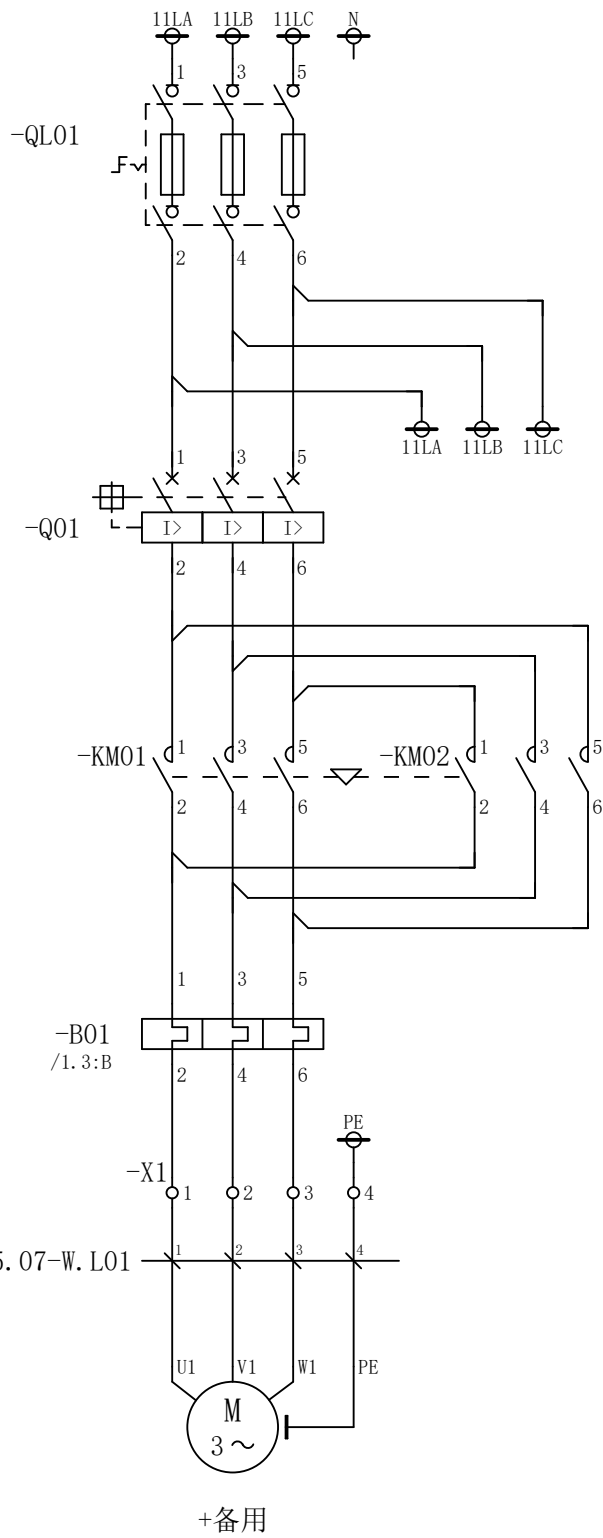 11LA 11LB 11LC N
1 3 5
-QL01
2 4 6
11LA 11LB 11LC
1 3 5
-Q01 I> I> I>
2 4 6
-KM01 1 3 5 -KM02 1 3 5
2 4 6 2 4 6
1 3 5
-B01
/1.3:B
2 4 6
PE
-X1 1 2 3 4
5.07-W.L01 1 2 3 4
U1 V1 W1 PE
M
3~
+备用